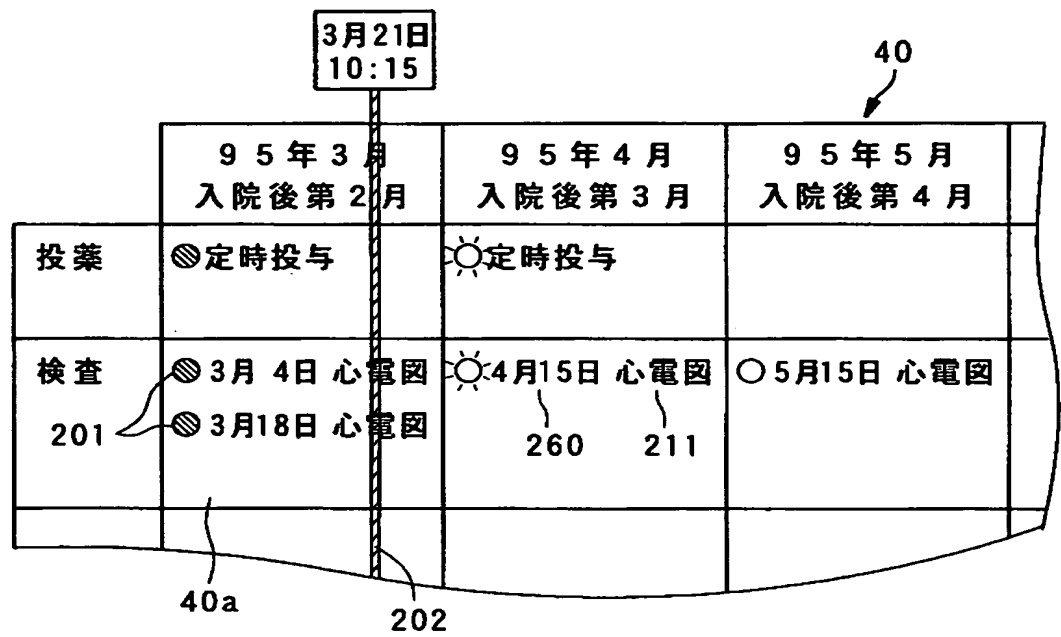 3月21日
10:15
40
95年3月
入院後第2月
95年4月
入院後第3月
95年5月
入院後第4月
投薬
定時投与
定時投与
検査
3月 4日 心電図
4月15日 心電図
5月15日 心電図
201
3月18日 心電図
260
211
40a
202